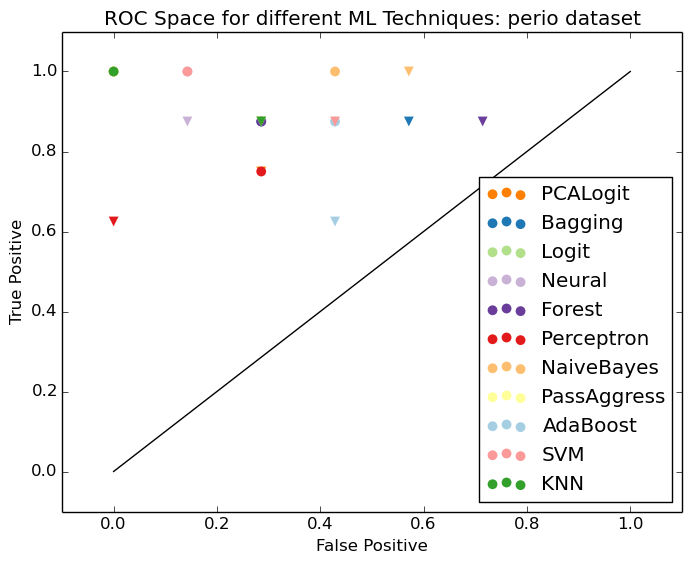 ROC Space for different ML Techniques: perio dataset
True Positive
1.0
0.8
0.6
0.4
0.2
0.0
0.0 0.2 0.4 0.6 0.8 1.0
False Positive
PCALogit
Bagging
Logit
Neural
Forest
Perceptron
NaiveBayes
PassAggress
AdaBoost
SVM
KNN